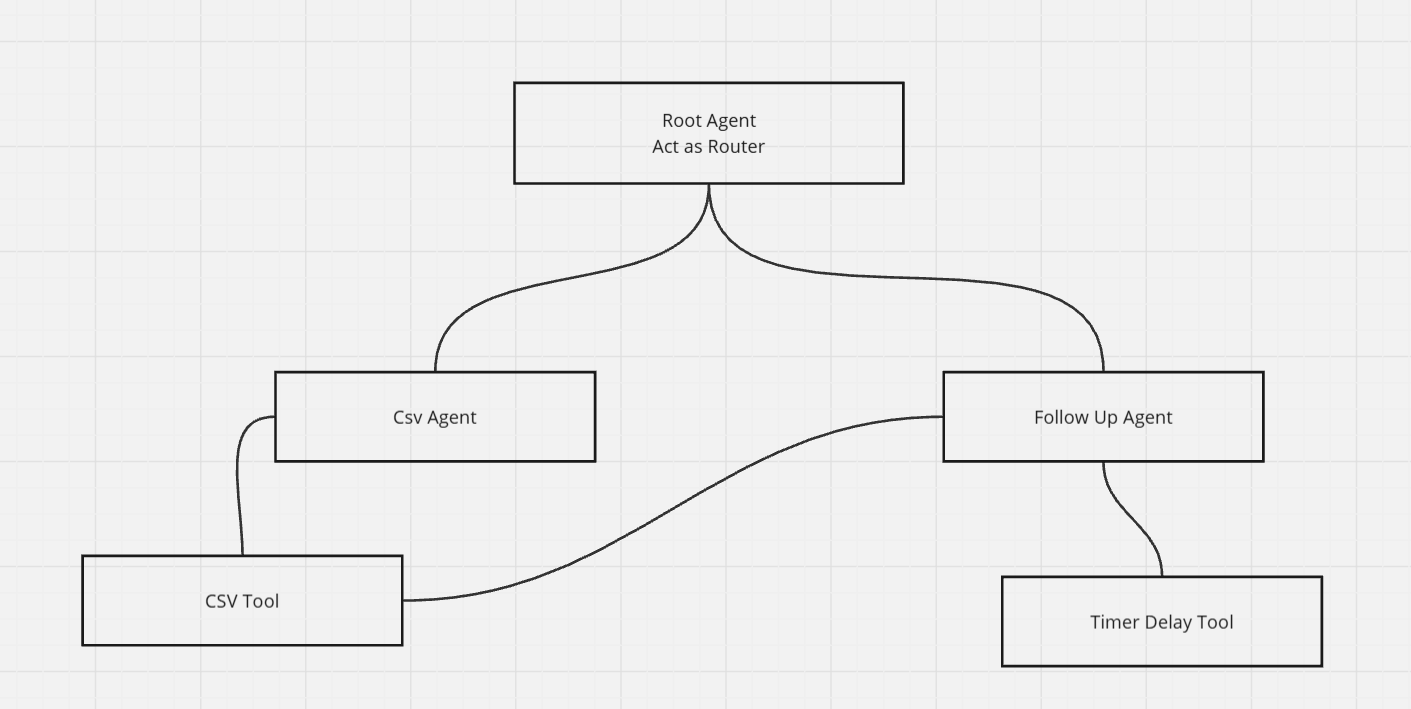 Root Agent
Act as Router
Csv Agent
Follow Up Agent
CSV Tool
Timer Delay Tool